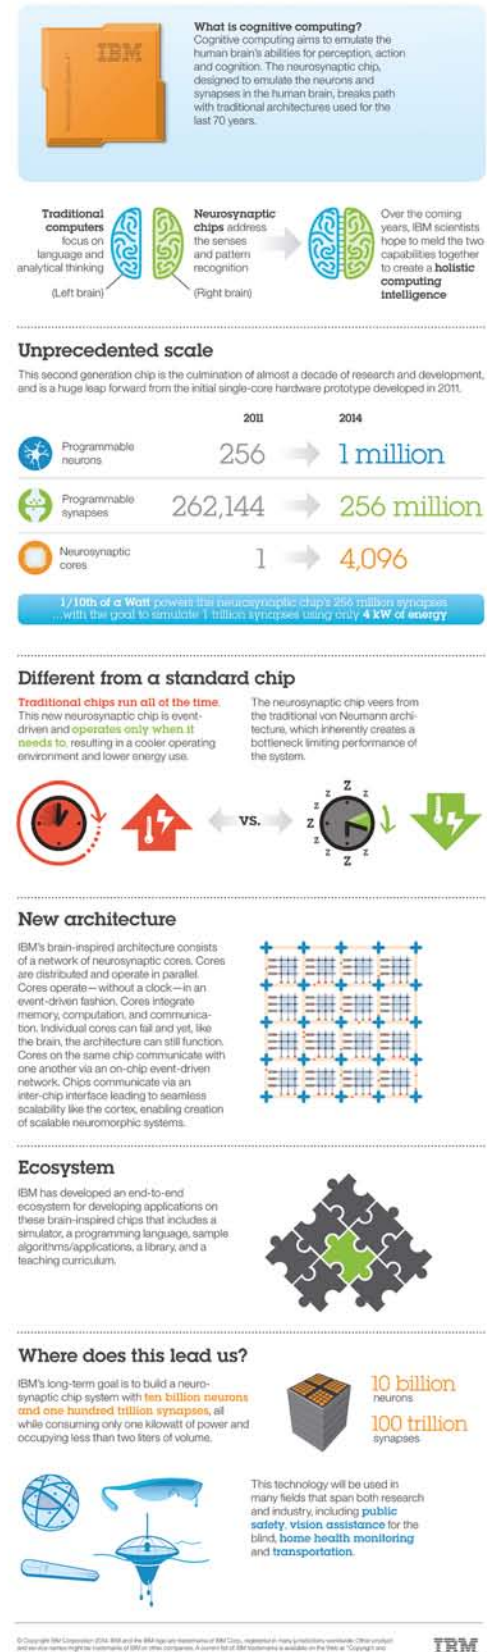 IBM
What is cognitive computing?
Cognitive computing aims to emulate the
human brain's abilities for perception, action
and cognition. The neurosynaptic chip,
designed to emulate the neurons and
synapses in the human brain, breaks path
with traditional architectures used for the
last 70 years.
Traditional
computers
focus on
language and
analytical thinking
(Left brain)
Neurosynaptic
chips address
the senses
and pattern
recognition
(Right brain)
Over the coming
years, IBM scientists
hope to meld the two
capabilities together
to create a holistic
computing
intelligence
Unprecedented scale
This second generation chip is the culmination of almost a decade of research and development,
and is a huge leap forward from the initial single-core hardware prototype developed in 2011.
2011 2014
Programmable
neurons
256 1 million
Programmable
synapses
262,144 256 million
Neurosynaptic
cores
1 4,096
1/10th of a Watt powers the neurosynaptic chip's 256 million synapses
...with the goal to simulate 1 trillion synapses using only 4 kW of energy
Different from a standard chip
Traditional chips run all of the time.
This new neurosynaptic chip is event-
driven and operates only when it
needs to, resulting in a cooler operating
environment and lower energy use.
The neurosynaptic chip veers from
the traditional von Neumann archi-
tecture, which inherently creates a
bottleneck limiting performance of
the system.
vs.
z z z z z z z z z
New architecture
IBM's brain-inspired architecture consists
of a network of neurosynaptic cores. Cores
are distributed and operate in parallel.
Cores operate—without a clock—in an
event-driven fashion. Cores integrate
memory, computation, and communica-
tion. Individual cores can fail and yet, like
the brain, the architecture can still function.
Cores on the same chip communicate with
one another via an on-chip event-driven
network. Chips communicate via an
inter-chip interface leading to seamless
scalability like the cortex, enabling creation
of scalable neuromorphic systems.
Ecosystem
IBM has developed an end-to-end
ecosystem for developing applications on
these brain-inspired chips that includes a
simulator, a programming language, sample
algorithms/applications, a library, and a
teaching curriculum.
Where does this lead us?
IBM's long-term goal is to build a neuro-
synaptic chip system with ten billion neurons
and one hundred trillion synapses, all
while consuming only one kilowatt of power and
occupying less than two liters of volume.
10 billion
neurons
100 trillion
synapses
This technology will be used in
many fields that span both research
and industry, including public
safety, vision assistance for the
blind, home health monitoring
and transportation.
IBM